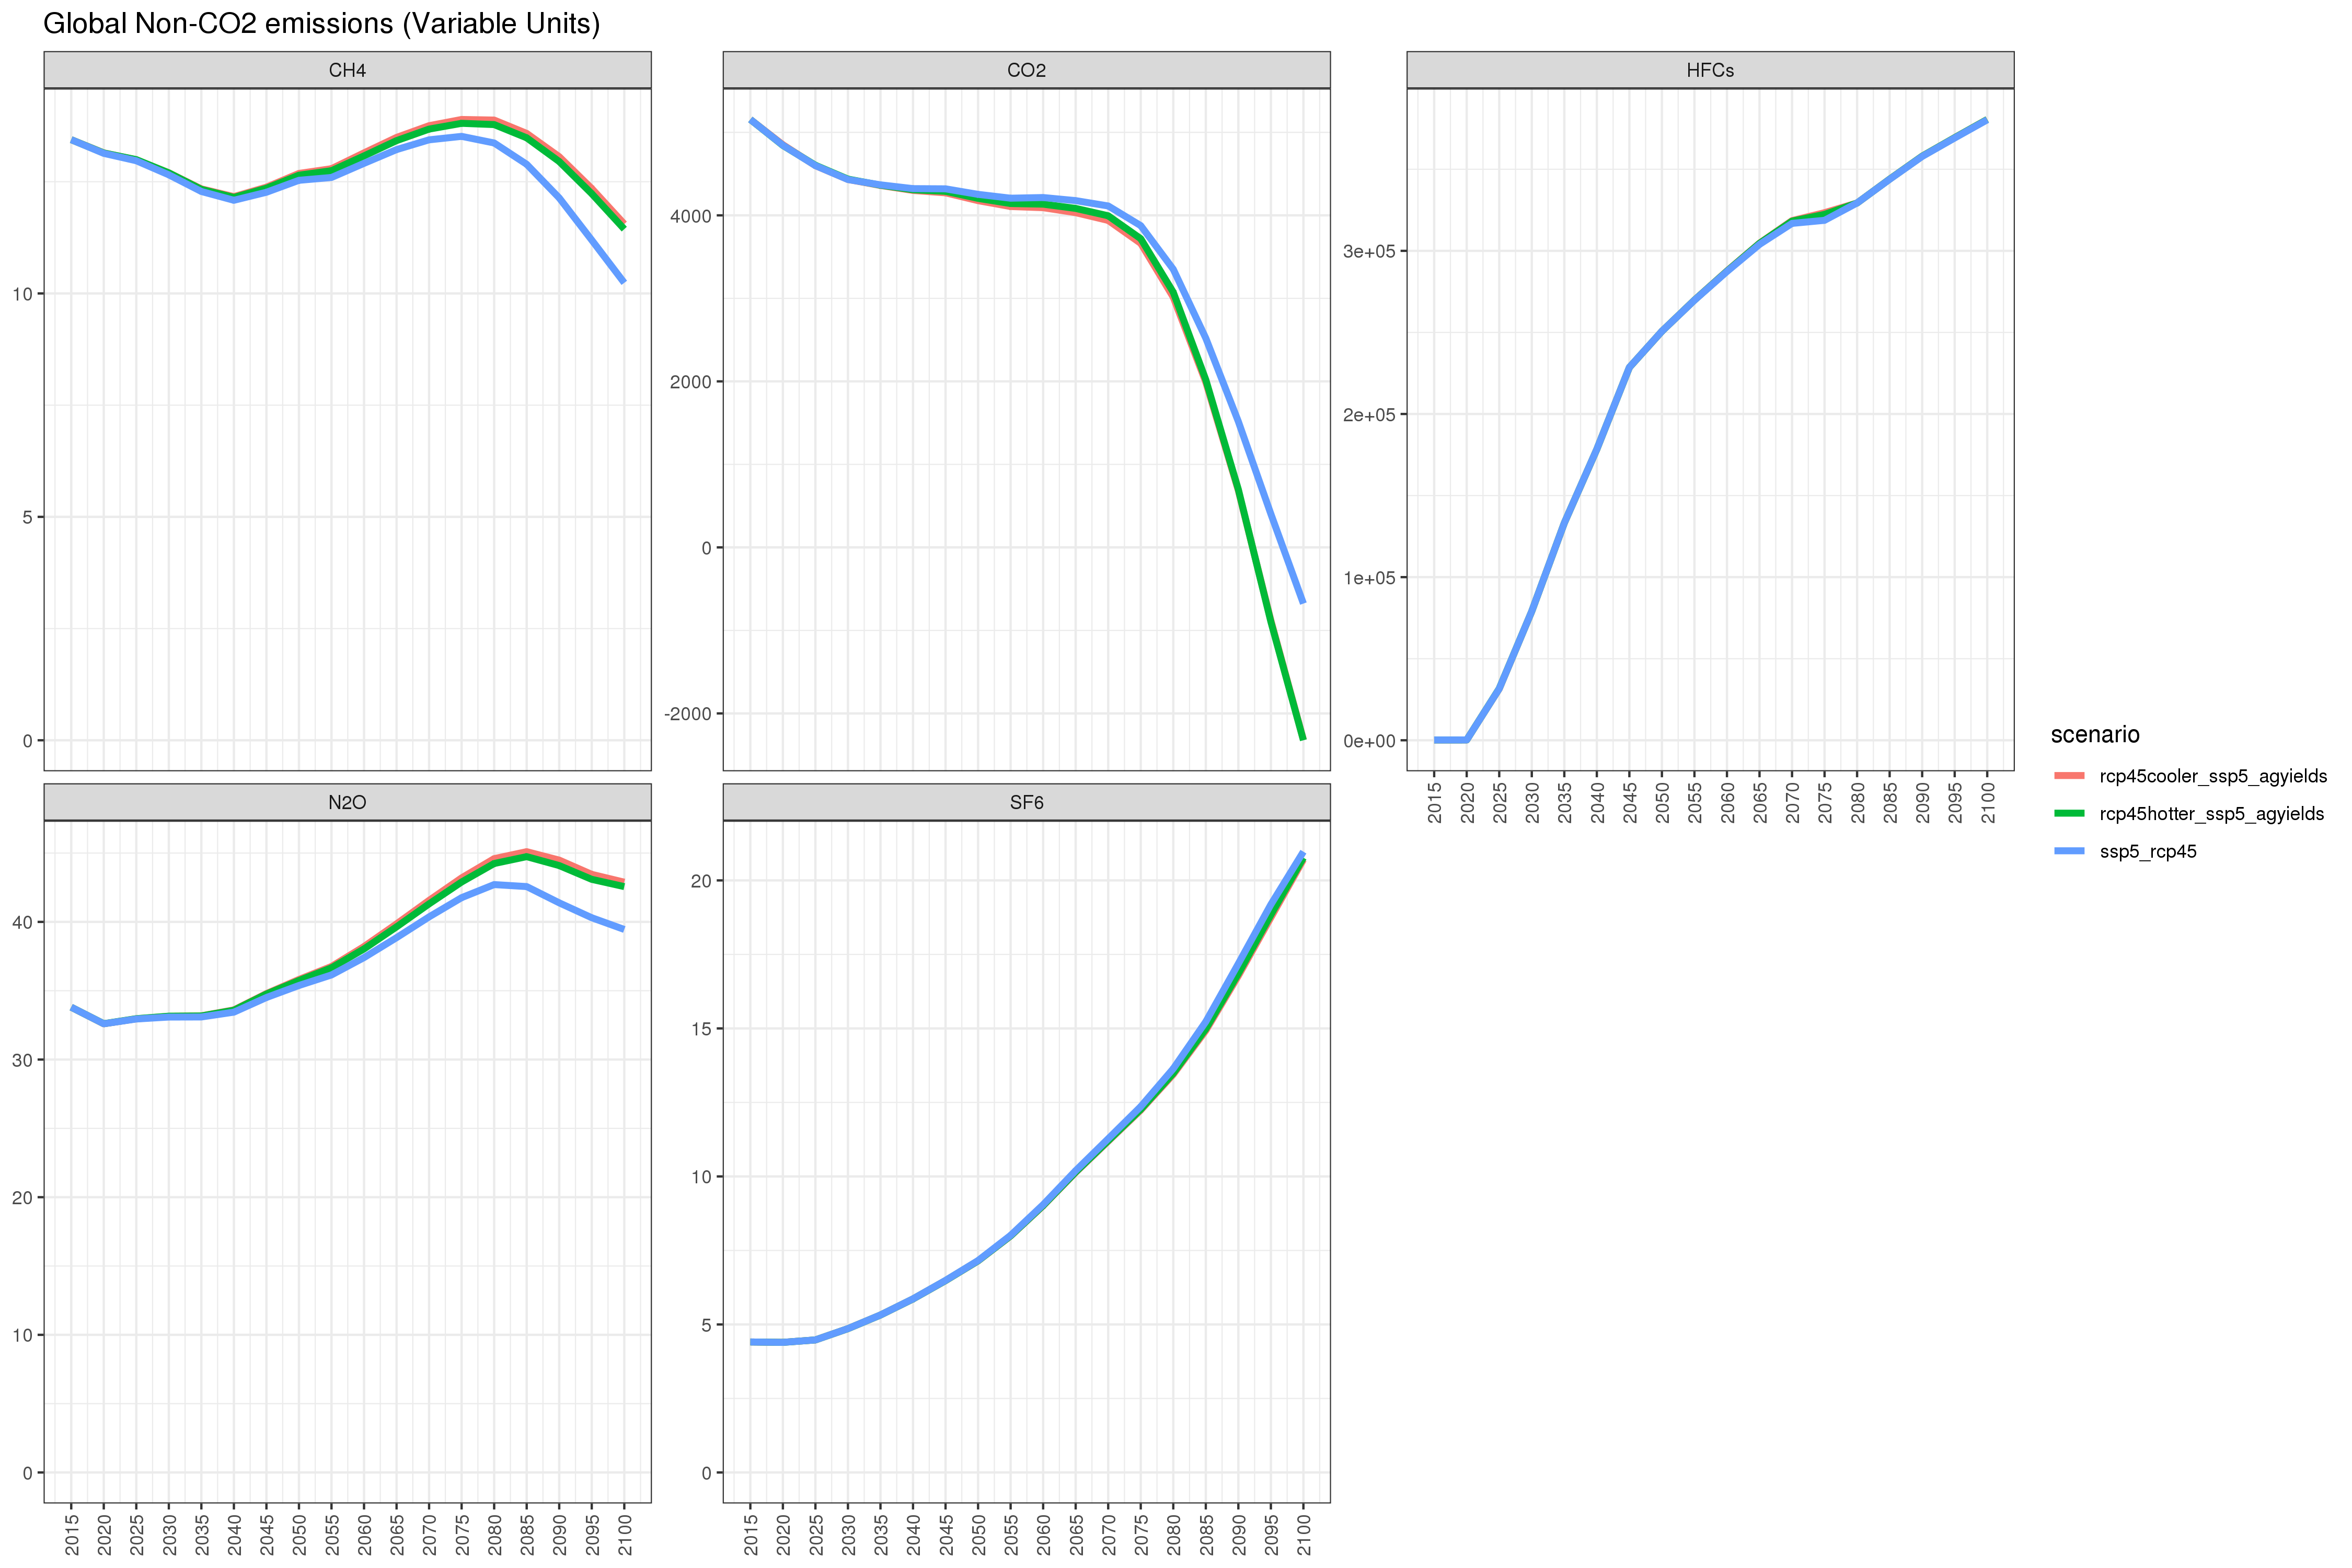 Global Non-CO2 emissions (Variable Units)
CH4
CO2
HFCs
10
5
0
4000
2000
0
-2000
3e+05
2e+05
1e+05
0e+00
2015 2020 2025 2030 2035 2040 2045 2050 2055 2060 2065 2070 2075 2080 2085 2090 2095 2100
scenario
rcp45cooler_ssp5_agyields
rcp45hotter_ssp5_agyields
ssp5_rcp45
N2O
SF6
40
30
20
10
0
20
15
10
5
0
2015 2020 2025 2030 2035 2040 2045 2050 2055 2060 2065 2070 2075 2080 2085 2090 2095 2100
2015 2020 2025 2030 2035 2040 2045 2050 2055 2060 2065 2070 2075 2080 2085 2090 2095 2100